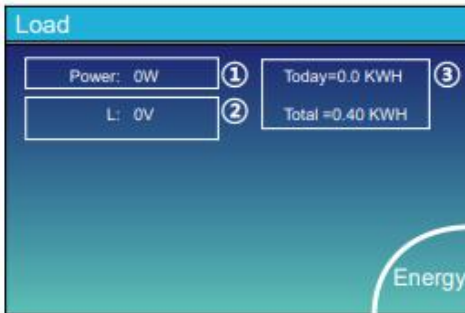 Load
Power: 0W ① Today=0.0 KWH ③
L: 0V ② Total =0.40 KWH
Energy